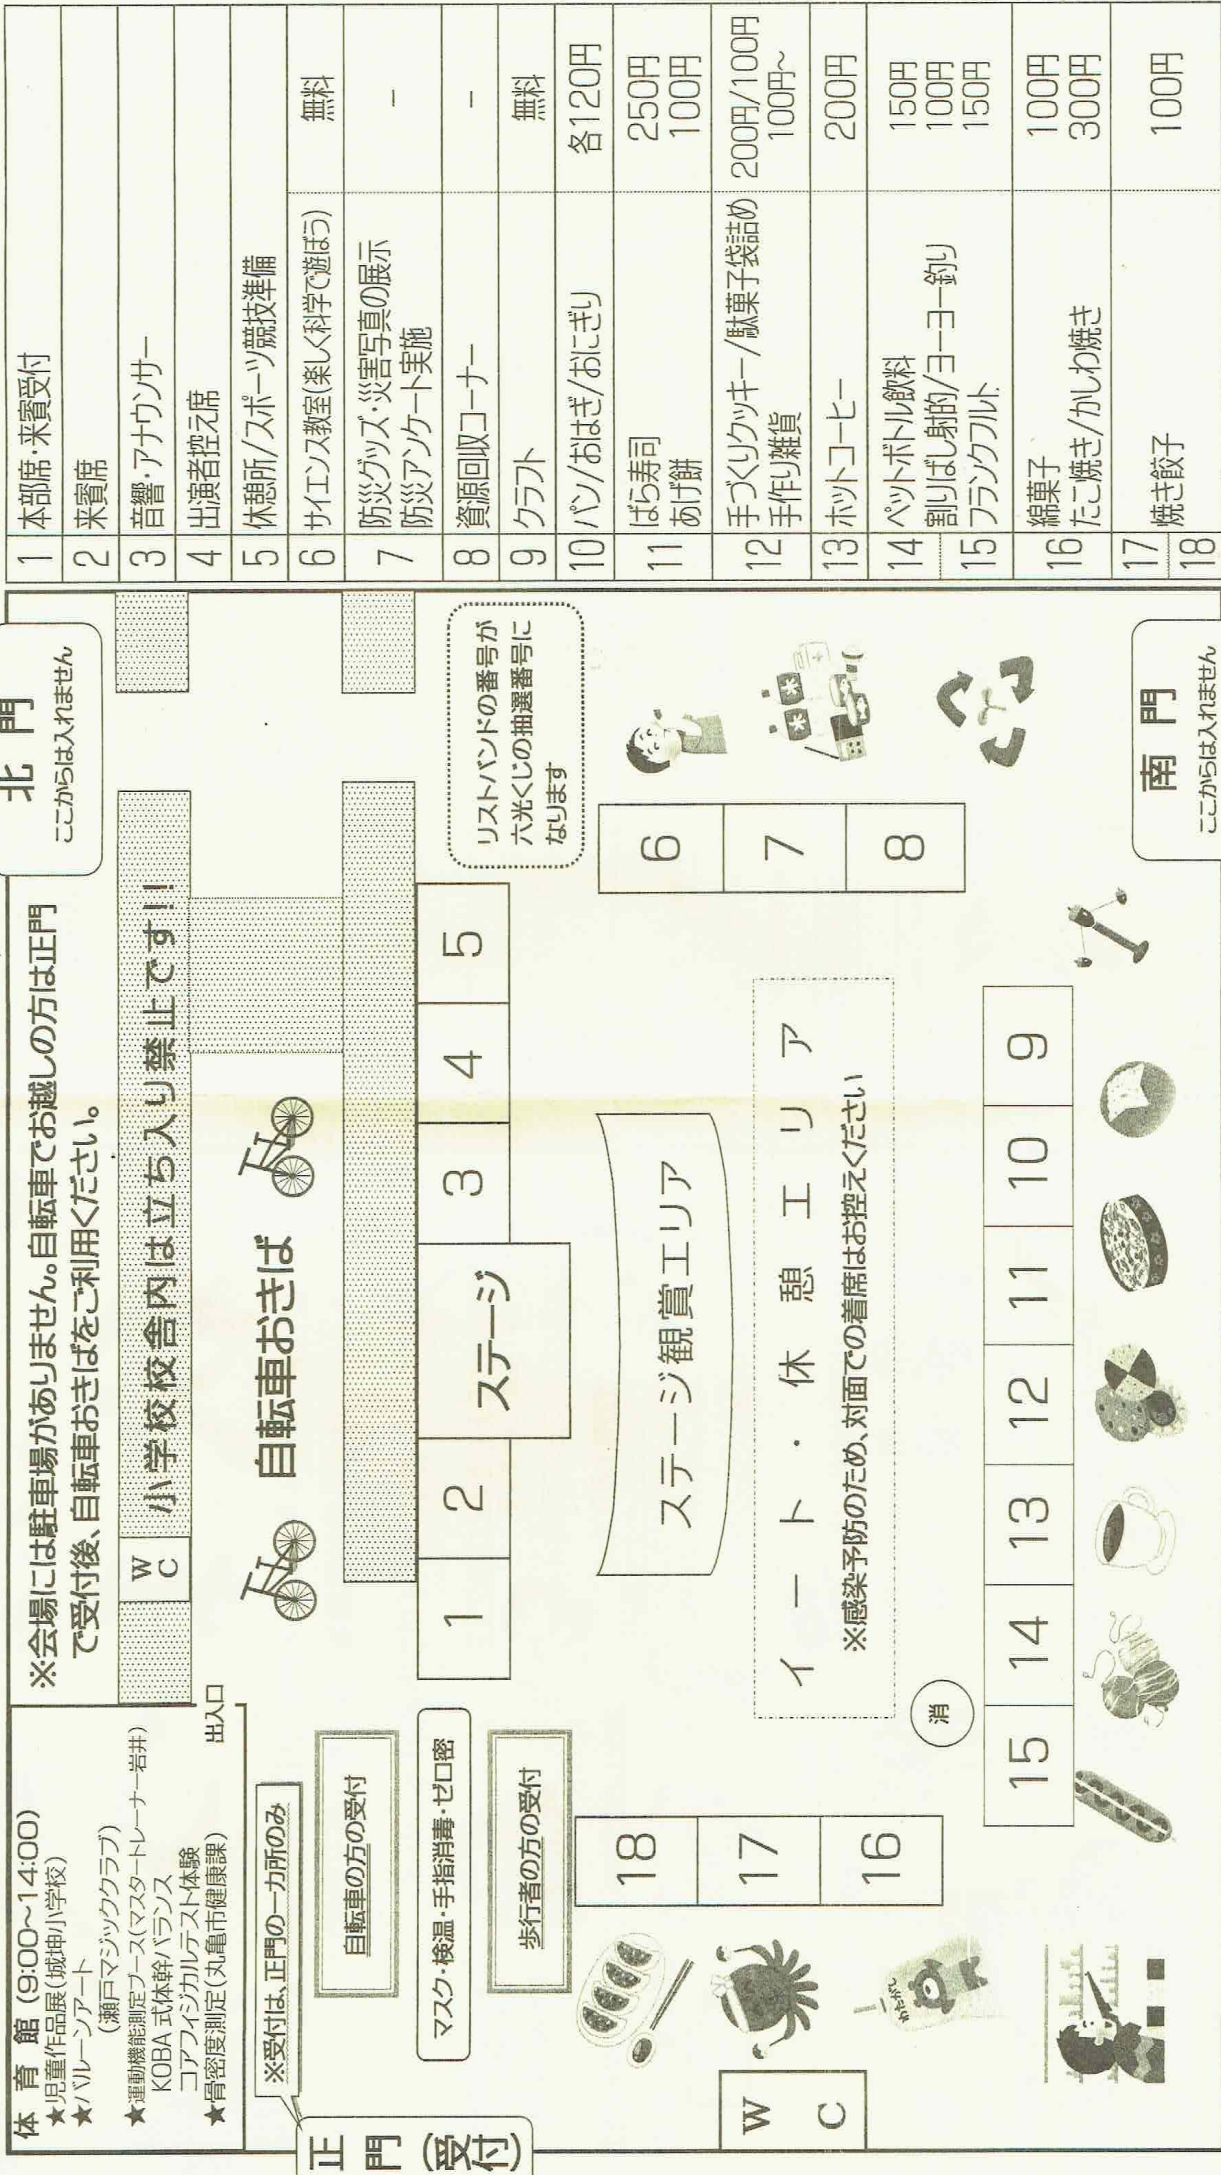 体 育 館 (9:00～14:00)
★児童作品展(城坤小学校)
★バルーンアート
(瀬戸マジッククラブ)
★運動機能測定ブース(マスタートレーナー岩井)
KOBA 式体幹バランス
コアフィジカルテスト体験
★骨密度測定(丸亀市健康課)
出入口
※会場には駐車場がありません。自転車でお越しの方は正門
で受付後、自転車おきばをご利用ください。
北 門
ここからは入れません
W C
小学校校舎内は立ち入り禁止です!!
自転車おきば
正門(受付)
※受付は、正門の一カ所のみ
自転車の方の受付
マスク・検温・手指消毒・ゼロ密
歩行者の方の受付
1
2
ステージ
3
4
5
リストバンドの番号が
六光くじの抽選番号に
なります
ステージ観賞エリア
イート・休憩エリア
※感染予防のため、対面での着席はお控えください
6
7
8
18
17
16
消
15
14
13
12
11
10
9
W C
わたがし
南 門
ここからは入れません
1 本部席・来賓受付
2 来賓席
3 音響・アナウンサー
4 出演者控え席
5 休憩所/スポーツ競技準備
6 サイエンス教室(楽しく科学で遊ぼう) 無料
7 防災グッズ・災害写真の展示 －
防災アンケート実施
8 資源回収コーナー －
9 クラフト 無料
10 パン/おはぎ/おにぎり 各120円
11 ばら寿司 250円
あげ餅 100円
12 手づくりクッキー/駄菓子袋詰め 200円/100円
手作り雑貨 100円～
13 ホットコーヒー 200円
14 ペットボトル飲料 150円
割りばし射的/ヨーヨー釣り 100円
15 フランクフルト 150円
16 綿菓子 100円
たこ焼き/かしわ焼き 300円
17
焼き餃子 100円
18